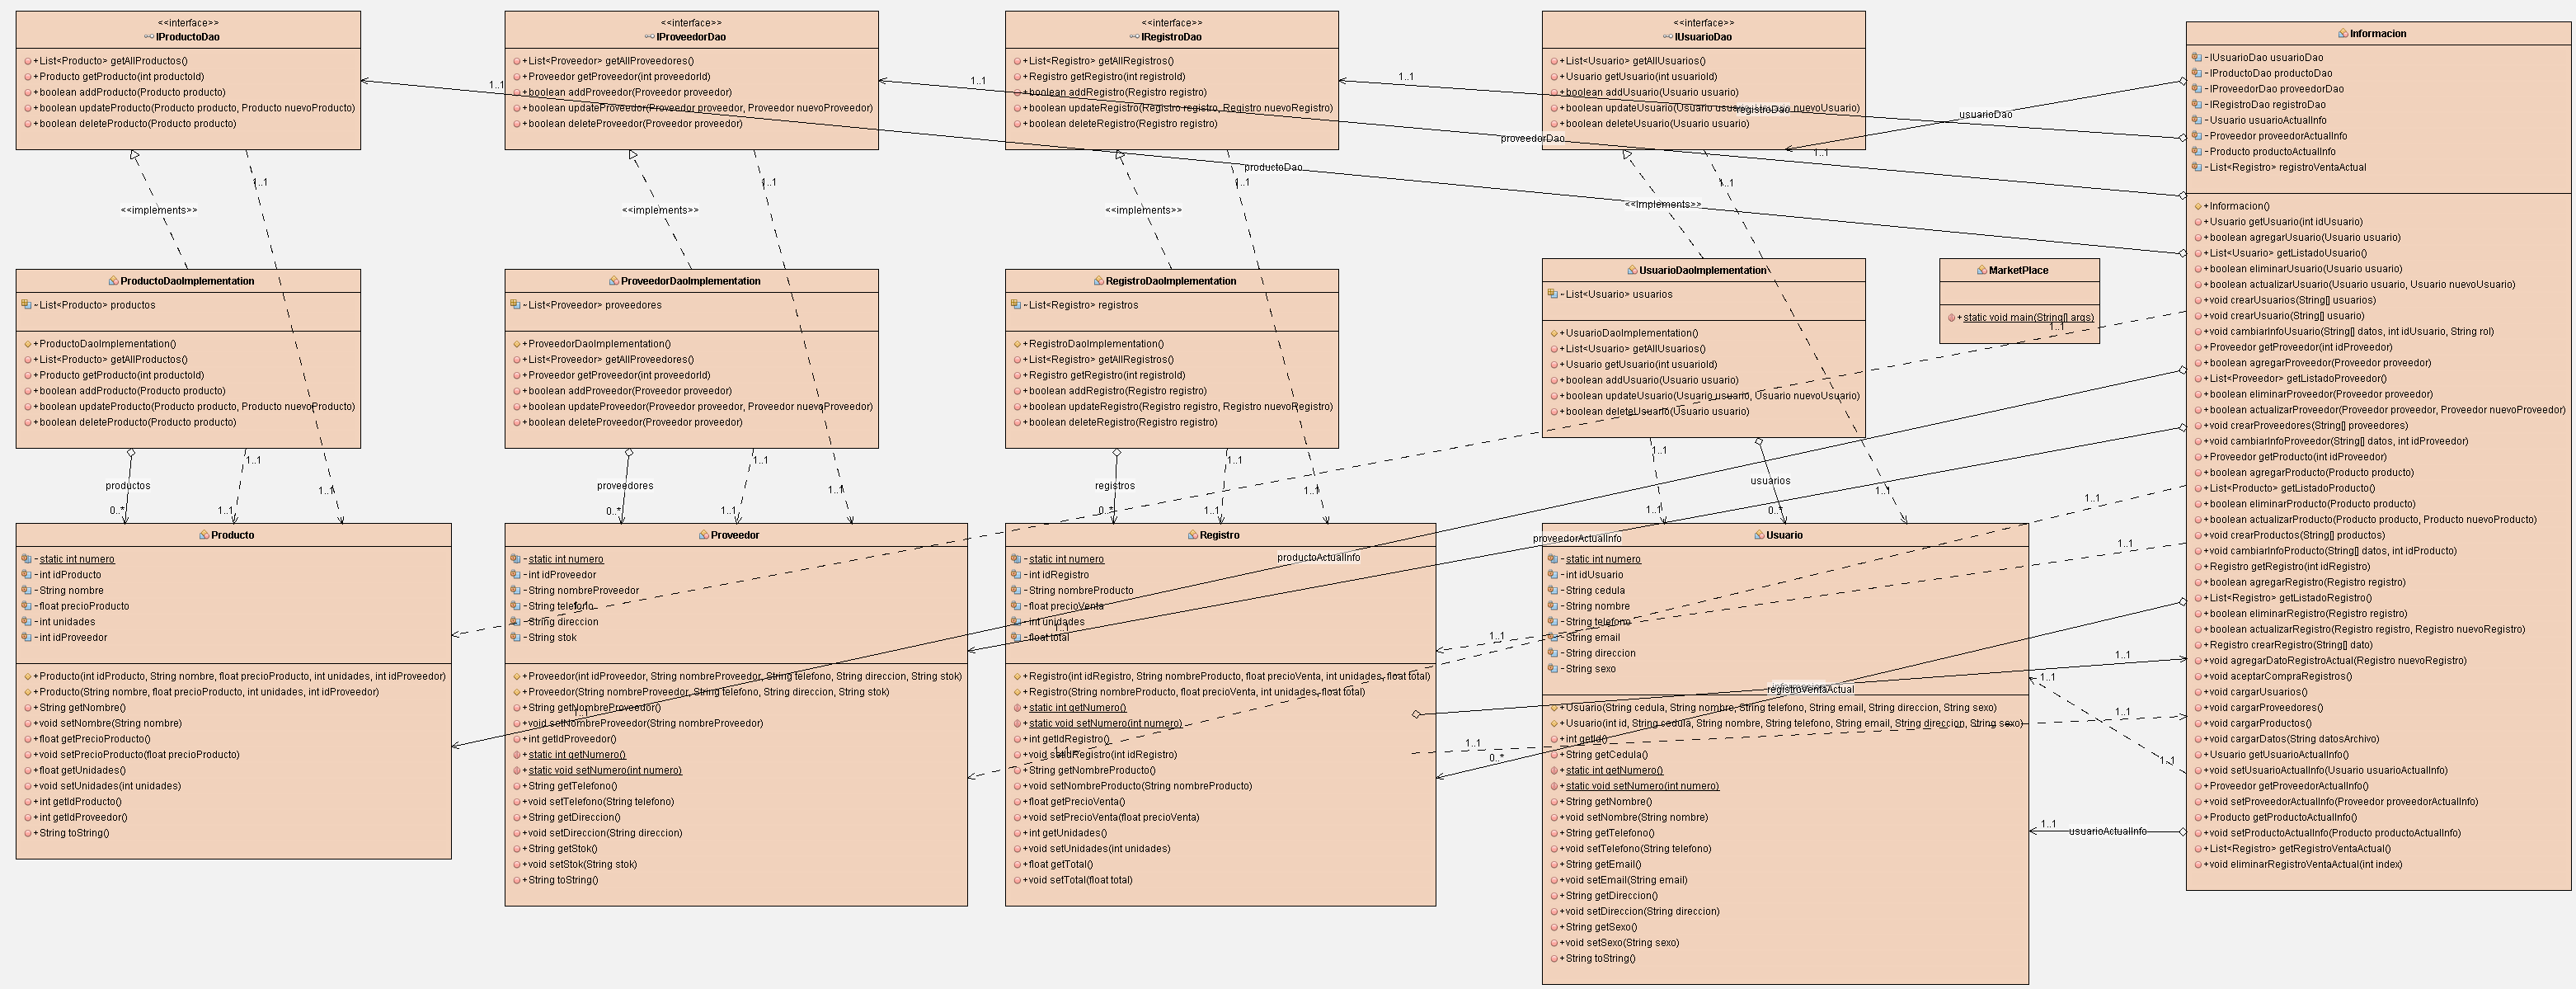 <<interface>>
IProductoDao
+List<Producto> getAllProductos()
+Producto getProducto(int productoId)
+boolean addProducto(Producto producto)
+boolean updateProducto(Producto producto, Producto nuevoProducto)
+boolean deleteProducto(Producto producto)
<<interface>>
IProveedorDao
+List<Proveedor> getAllProveedores()
+Proveedor getProveedor(int proveedorId)
+boolean addProveedor(Proveedor proveedor)
+boolean updateProveedor(Proveedor proveedor, Proveedor nuevoProveedor)
+boolean deleteProveedor(Proveedor proveedor)
<<interface>>
IRegistroDao
+List<Registro> getAllRegistros()
+Registro getRegistro(int registroId)
+boolean addRegistro(Registro registro)
+boolean updateRegistro(Registro registro, Registro nuevoRegistro)
+boolean deleteRegistro(Registro registro)
<<interface>>
IUsuarioDao
+List<Usuario> getAllUsuarios()
+Usuario getUsuario(int usuarioId)
+boolean addUsuario(Usuario usuario)
+boolean updateUsuario(Usuario usuario, Usuario nuevoUsuario)
+boolean deleteUsuario(Usuario usuario)
Informacion
-IUsuarioDao usuarioDao
-IProductoDao productoDao
-IProveedorDao proveedorDao
-IRegistroDao registroDao
-Usuario usuarioActualInfo
-Proveedor proveedorActualInfo
-Producto productoActualInfo
-List<Registro> registroVentaActual
+Informacion()
+Usuario getUsuario(int idUsuario)
+boolean agregarUsuario(Usuario usuario)
+List<Usuario> getListadoUsuario()
+boolean eliminarUsuario(Usuario usuario)
+boolean actualizarUsuario(Usuario usuario, Usuario nuevoUsuario)
+void crearUsuarios(String[] usuarios)
+void crearUsuario(String[] usuario)
+void cambiarInfoUsuario(String[] datos, int idUsuario, String rol)
+Proveedor getProveedor(int idProveedor)
+boolean agregarProveedor(Proveedor proveedor)
+List<Proveedor> getListadoProveedor()
+boolean eliminarProveedor(Proveedor proveedor)
+boolean actualizarProveedor(Proveedor proveedor, Proveedor nuevoProveedor)
+void crearProveedores(String[] proveedores)
+void cambiarInfoProveedor(String[] datos, int idProveedor)
+Proveedor getProducto(int idProveedor)
+boolean agregarProducto(Producto producto)
+List<Producto> getListadoProducto()
+boolean eliminarProducto(Producto producto)
+boolean actualizarProducto(Producto producto, Producto nuevoProducto)
+void crearProductos(String[] productos)
+void cambiarInfoProducto(String[] datos, int idProducto)
+Registro getRegistro(int idRegistro)
+boolean agregarRegistro(Registro registro)
+List<Registro> getListadoRegistro()
+boolean eliminarRegistro(Registro registro)
+boolean actualizarRegistro(Registro registro, Registro nuevoRegistro)
+Registro crearRegistro(String[] dato)
+void agregarDatoRegistroActual(Registro nuevoRegistro)
+void aceptarCompraRegistros()
+void cargarUsuarios()
+void cargarProveedores()
+void cargarProductos()
+void cargarDatos(String datosArchivo)
+Usuario getUsuarioActualInfo()
+void setUsuarioActualInfo(Usuario usuarioActualInfo)
+Proveedor getProveedorActualInfo()
+void setProveedorActualInfo(Proveedor proveedorActualInfo)
+Producto getProductoActualInfo()
+void setProductoActualInfo(Producto productoActualInfo)
+List<Registro> getRegistroVentaActual()
+void eliminarRegistroVentaActual(int index)
1..1
1..1
1..1
registroDao
usuarioDao
proveedorDao
1..1
productoDao
1..1
1..1
1..1
1..1
<<implements>>
<<implements>>
<<implements>>
<<implements>>
ProductoDaoImplementation
~List<Producto> productos
+ProductoDaoImplementation()
+List<Producto> getAllProductos()
+Producto getProducto(int productoId)
+boolean addProducto(Producto producto)
+boolean updateProducto(Producto producto, Producto nuevoProducto)
+boolean deleteProducto(Producto producto)
ProveedorDaoImplementation
~List<Proveedor> proveedores
+ProveedorDaoImplementation()
+List<Proveedor> getAllProveedores()
+Proveedor getProveedor(int proveedorId)
+boolean addProveedor(Proveedor proveedor)
+boolean updateProveedor(Proveedor proveedor, Proveedor nuevoProveedor)
+boolean deleteProveedor(Proveedor proveedor)
RegistroDaoImplementation
~List<Registro> registros
+RegistroDaoImplementation()
+List<Registro> getAllRegistros()
+Registro getRegistro(int registroId)
+boolean addRegistro(Registro registro)
+boolean updateRegistro(Registro registro, Registro nuevoRegistro)
+boolean deleteRegistro(Registro registro)
UsuarioDaoImplementation
~List<Usuario> usuarios
+UsuarioDaoImplementation()
+List<Usuario> getAllUsuarios()
+Usuario getUsuario(int usuarioId)
+boolean addUsuario(Usuario usuario)
+boolean updateUsuario(Usuario usuario, Usuario nuevoUsuario)
+boolean deleteUsuario(Usuario usuario)
MarketPlace
+static void main(String[] args)
1..1
1..1
1..1
1..1
1..1
productos
proveedores
registros
usuarios
1..1
1..1
1..1
1..1
0..*
1..1
0..*
1..1
0..*
1..1
1..1
0..*
1..1
proveedorActualInfo
1..1
productoActualInfo
Producto
-static int numero
-int idProducto
-String nombre
-float precioProducto
-int unidades
-int idProveedor
+Producto(int idProducto, String nombre, float precioProducto, int unidades, int idProveedor)
+Producto(String nombre, float precioProducto, int unidades, int idProveedor)
+String getNombre()
+void setNombre(String nombre)
+float getPrecioProducto()
+void setPrecioProducto(float precioProducto)
+float getUnidades()
+void setUnidades(int unidades)
+int getIdProducto()
+int getIdProveedor()
+String toString()
Proveedor
-static int numero
-int idProveedor
-String nombreProveedor
-String telefono
-String direccion
-String stok
+Proveedor(int idProveedor, String nombreProveedor, String telefono, String direccion, String stok)
+Proveedor(String nombreProveedor, String telefono, String direccion, String stok)
+String getNombreProveedor()
+void setNombreProveedor(String nombreProveedor)
+int getIdProveedor()
+static int getNumero()
+static void setNumero(int numero)
+String getTelefono()
+void setTelefono(String telefono)
+String getDireccion()
+void setDireccion(String direccion)
+String getStok()
+void setStok(String stok)
+String toString()
1..1
1..1
Registro
-static int numero
-int idRegistro
-String nombreProducto
-float precioVenta
-int unidades
-float total
+Registro(int idRegistro, String nombreProducto, float precioVenta, int unidades, float total)
+Registro(String nombreProducto, float precioVenta, int unidades, float total)
+static int getNumero()
+static void setNumero(int numero)
+int getIdRegistro()
+void setIdRegistro(int idRegistro)
+String getNombreProducto()
+void setNombreProducto(String nombreProducto)
+float getPrecioVenta()
+void setPrecioVenta(float precioVenta)
+int getUnidades()
+void setUnidades(int unidades)
+float getTotal()
+void setTotal(float total)
1..1
1..1
1..1
1..1
0..*
Usuario
-static int numero
-int idUsuario
-String cedula
-String nombre
-String telefono
-String email
-String direccion
-String sexo
+Usuario(String cedula, String nombre, String telefono, String email, String direccion, String sexo)
+Usuario(int id, String cedula, String nombre, String telefono, String email, String direccion, String sexo)
+int getId()
+String getCedula()
+static int getNumero()
+static void setNumero(int numero)
+String getNombre()
+void setNombre(String nombre)
+String getTelefono()
+void setTelefono(String telefono)
+String getEmail()
+void setEmail(String email)
+String getDireccion()
+void setDireccion(String direccion)
+String getSexo()
+void setSexo(String sexo)
+String toString()
registroVentaActual
1..1
1..1
1..1
1..1
1..1
1..1
1..1
usuarioActualInfo